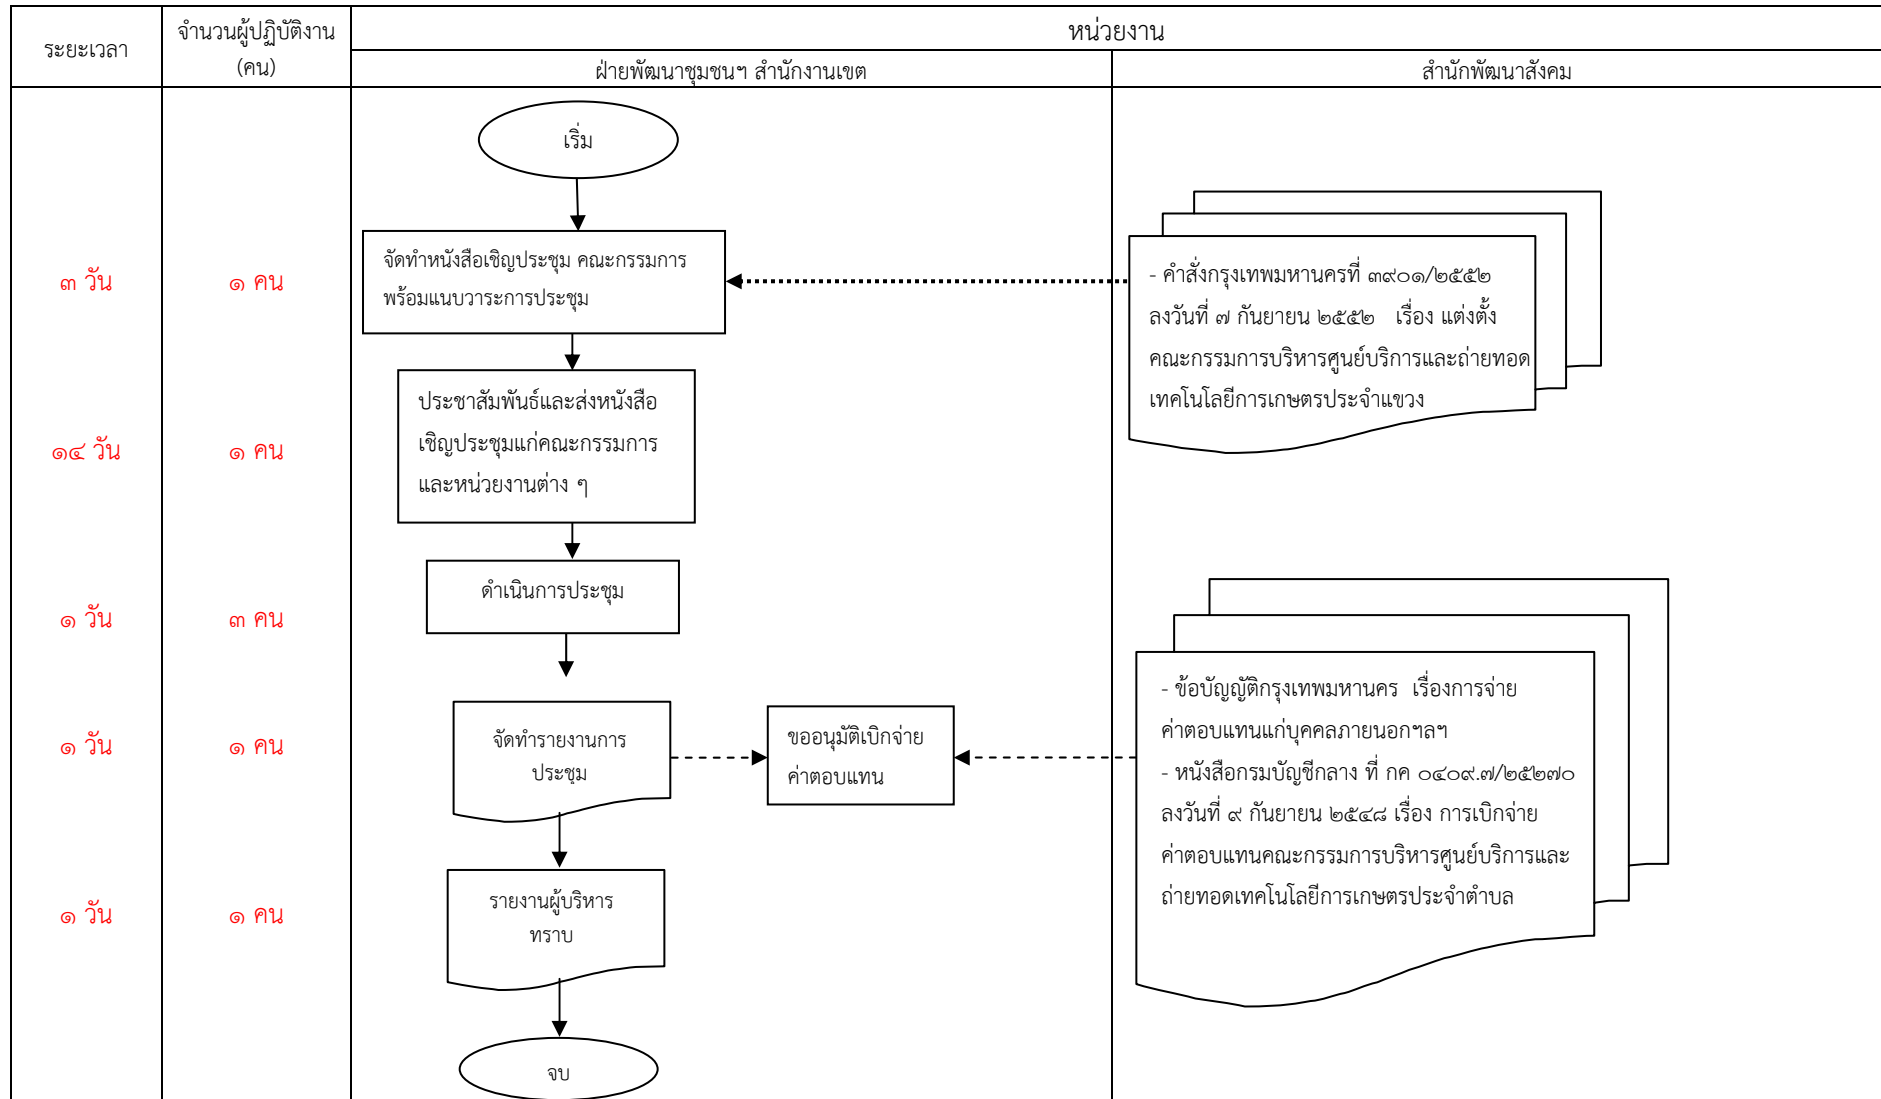 ระยะเวลา
จำนวนผู้ปฏิบัติงาน
(คน)
หน่วยงาน
ฝ่ายพัฒนาชุมชนฯ สำนักงานเขต
สำนักพัฒนาสังคม
เริ่ม
๓ วัน
๑ คน
จัดทำหนังสือเชิญประชุม คณะกรรมการ
พร้อมแนบวาระการประชุม
- คำสั่งกรุงเทพมหานครที่ ๓๙๐๑/๒๕๕๒
ลงวันที่ ๗ กันยายน ๒๕๕๒ เรื่อง แต่งตั้ง
คณะกรรมการบริหารศูนย์บริการและถ่ายทอด
เทคโนโลยีการเกษตรประจำแขวง
๑๔ วัน
๑ คน
ประชาสัมพันธ์และส่งหนังสือ
เชิญประชุมแก่คณะกรรมการ
และหน่วยงานต่าง ๆ
๑ วัน
๓ คน
ดำเนินการประชุม
๑ วัน
๑ คน
จัดทำรายงานการ
ประชุม
ขออนุมัติเบิกจ่าย
ค่าตอบแทน
- ข้อบัญญัติกรุงเทพมหานคร เรื่องการจ่าย
ค่าตอบแทนแก่บุคคลภายนอกฯลฯ
- หนังสือกรมบัญชีกลาง ที่ กค ๐๔๐๙.๗/๒๕๒๗๐
ลงวันที่ ๙ กันยายน ๒๕๔๘ เรื่อง การเบิกจ่าย
ค่าตอบแทนคณะกรรมการบริหารศูนย์บริการและ
ถ่ายทอดเทคโนโลยีการเกษตรประจำตำบล
๑ วัน
๑ คน
รายงานผู้บริหาร
ทราบ
จบ